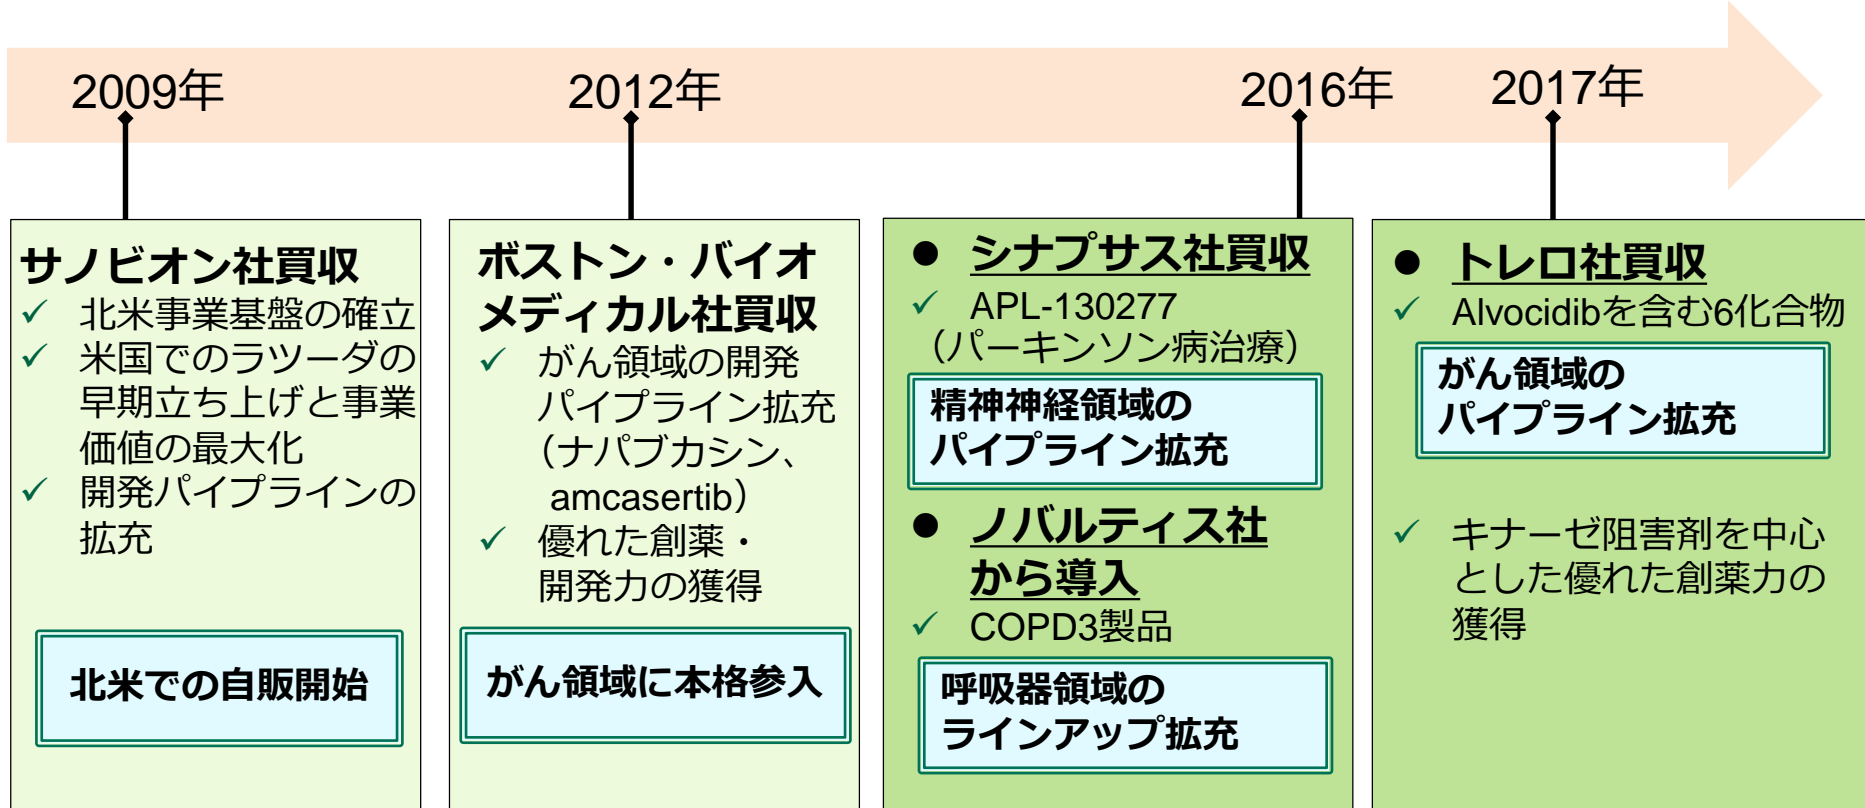 2009年
2012年
2016年
2017年
サノビオン社買収
✓ 北米事業基盤の確立
✓ 米国でのラツーダの
早期立ち上げと事業
価値の最大化
✓ 開発パイプラインの
拡充
北米での自販開始
ボストン・バイオ
メディカル社買収
✓ がん領域の開発
パイプライン拡充
（ナパブカシン、
amcasertib）
✓ 優れた創薬・
開発力の獲得
がん領域に本格参入
● シナプサス社買収
✓ APL-130277
（パーキンソン病治療）
精神神経領域の
パイプライン拡充
● ノバルティス社
から導入
✓ COPD3製品
呼吸器領域の
ラインアップ拡充
● トレロ社買収
✓ Alvocidibを含む6化合物
がん領域の
パイプライン拡充
✓ キナーゼ阻害剤を中心
とした優れた創薬力の
獲得